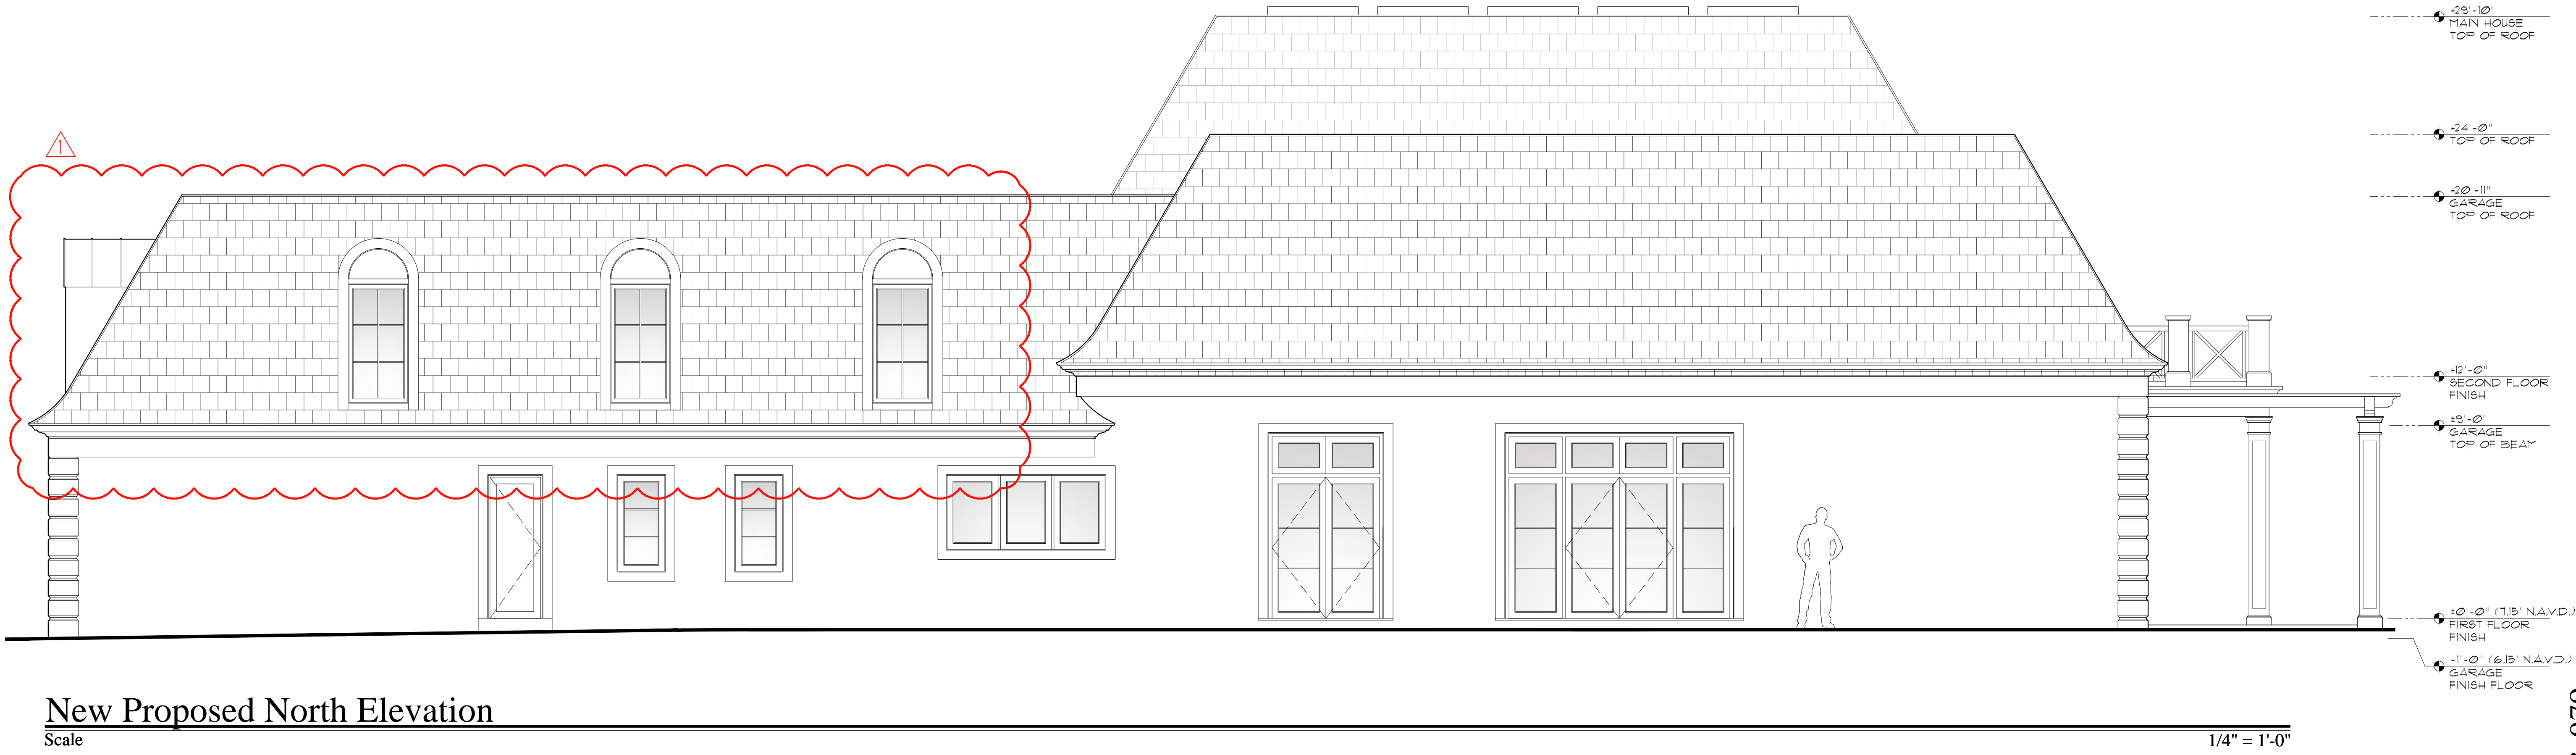 1
+29'-10"
MAIN HOUSE
TOP OF ROOF
+24'-0"
TOP OF ROOF
+20'-11"
GARAGE
TOP OF ROOF
+12'-0"
SECOND FLOOR
FINISH
±9'-0"
GARAGE
TOP OF BEAM
±0'-0" (7.15' N.A.V.D.)
FIRST FLOOR
FINISH
-1'-0" (6.15' N.A.V.D.)
GARAGE
FINISH FLOOR
New Proposed North Elevation
Scale
1/4" = 1'-0"